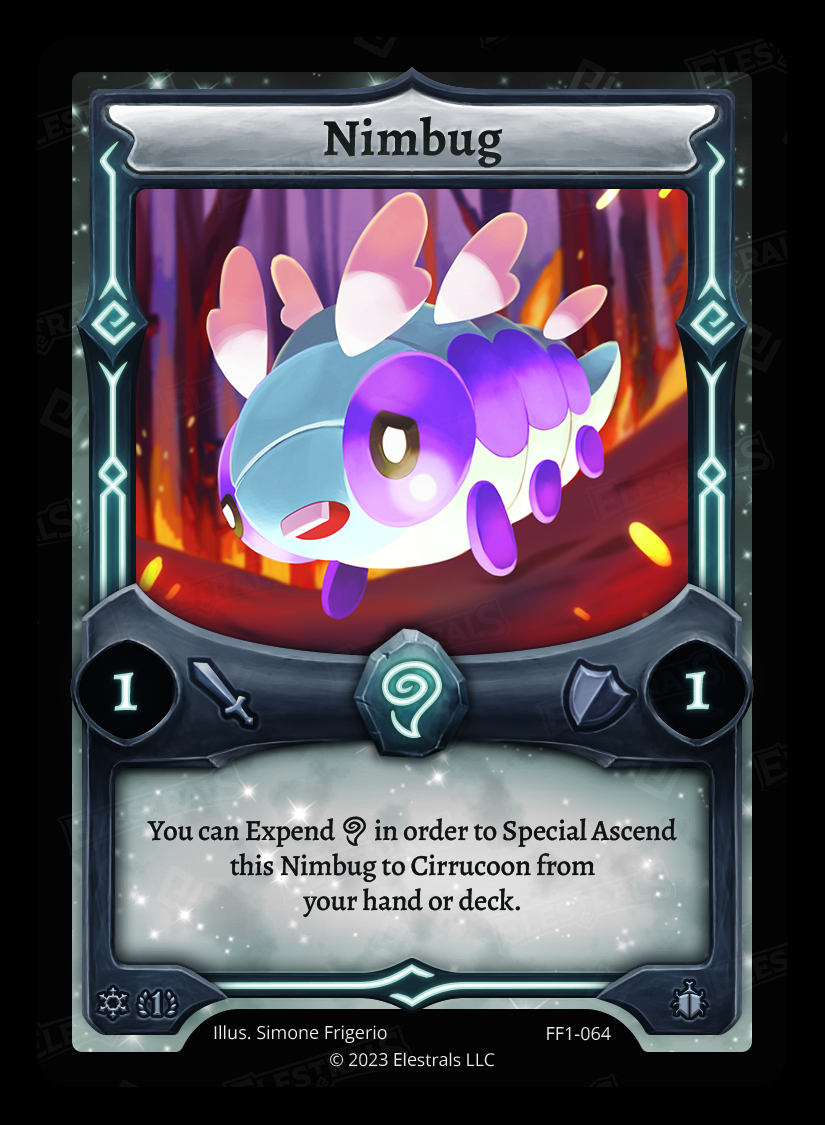 Nimbug
1
1
You can Expend in order to Special Ascend
this Nimbug to Cirrucoon from
your hand or deck.
1
Illus. Simone Frigerio
FF1-064
© 2023 Elestrals LLC